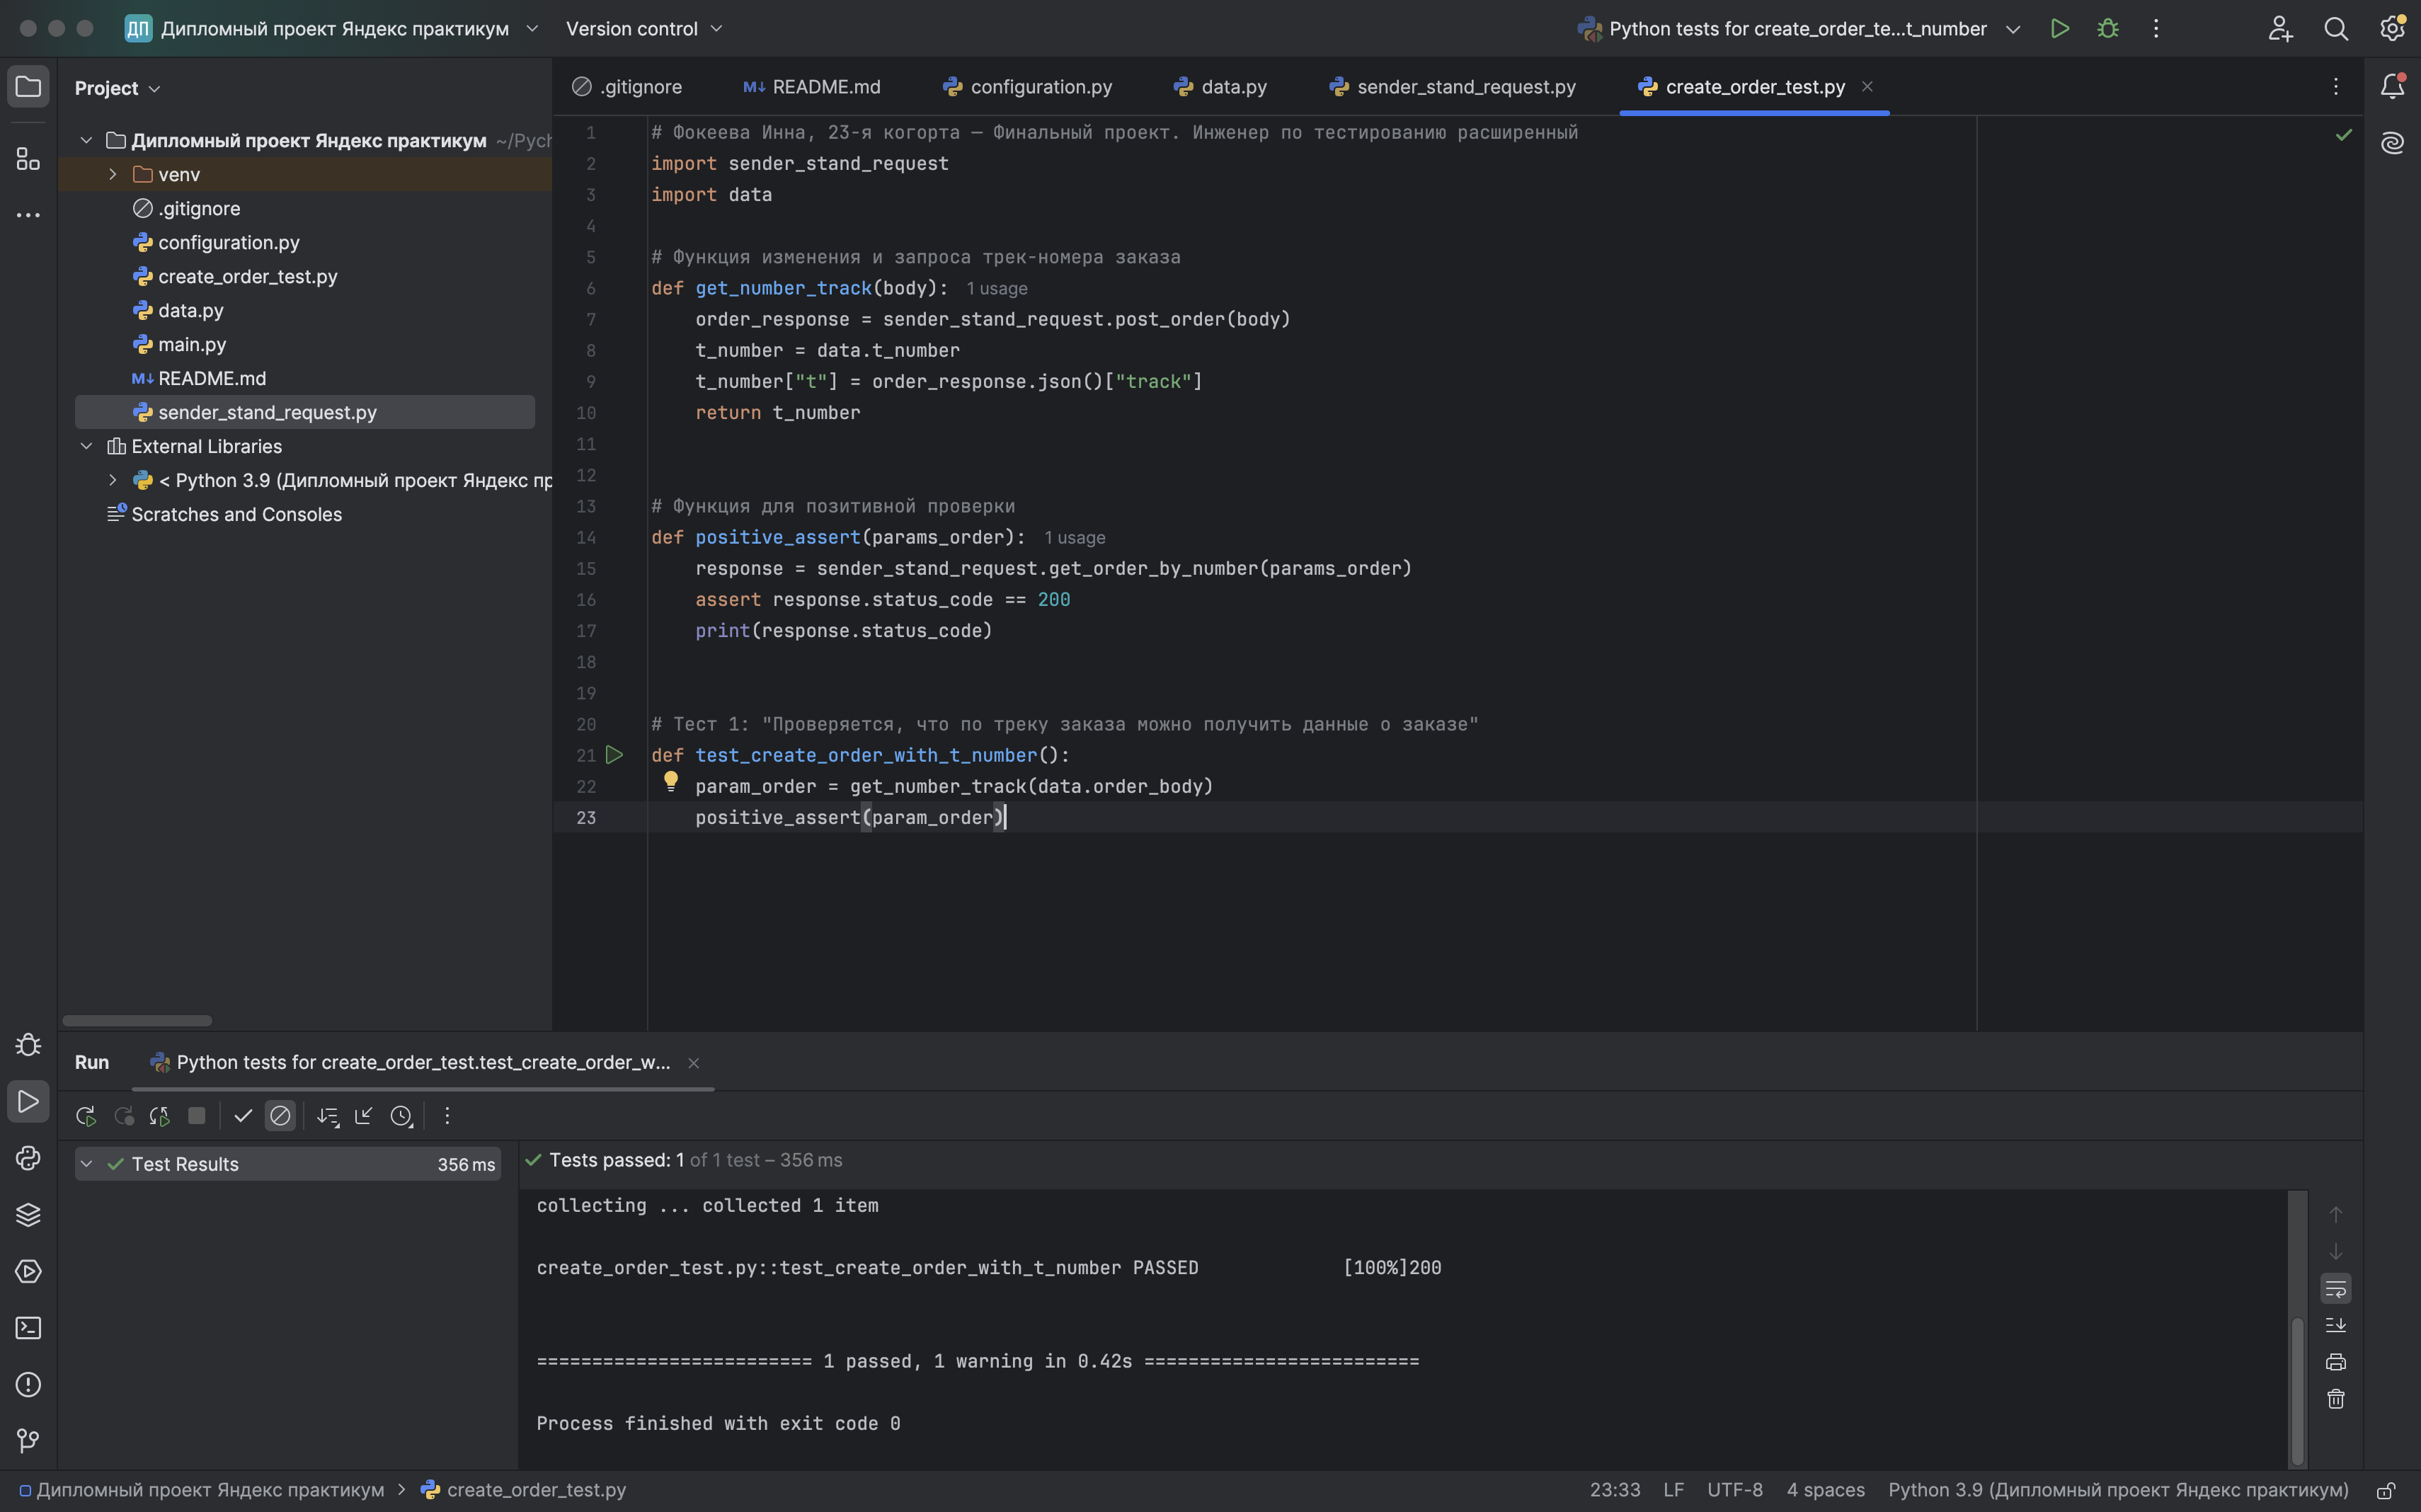 ДП Дипломный проект Яндекс практикум Version control Python tests for create_order_te...t_number
Project
Дипломный проект Яндекс практикум ~/Pych
venv
.gitignore
configuration.py
create_order_test.py
data.py
main.py
M↓ README.md
sender_stand_request.py
External Libraries
< Python 3.9 (Дипломный проект Яндекс пр
Scratches and Consoles
.gitignore M↓ README.md configuration.py data.py sender_stand_request.py create_order_test.py
1 # Фокеева Инна, 23-я когорта — Финальный проект. Инженер по тестированию расширенный
2 import sender_stand_request
3 import data
4
5 # Функция изменения и запроса трек-номера заказа
6 def get_number_track(body): 1 usage
7 order_response = sender_stand_request.post_order(body)
8 t_number = data.t_number
9 t_number["t"] = order_response.json()["track"]
10 return t_number
11
12
13 # Функция для позитивной проверки
14 def positive_assert(params_order): 1 usage
15 response = sender_stand_request.get_order_by_number(params_order)
16 assert response.status_code == 200
17 print(response.status_code)
18
19
20 # Тест 1: "Проверяется, что по треку заказа можно получить данные о заказе"
21 def test_create_order_with_t_number():
22 param_order = get_number_track(data.order_body)
23 positive_assert(param_order)
Run Python tests for create_order_test.test_create_order_w...
Test Results 356 ms
Tests passed: 1 of 1 test – 356 ms
collecting ... collected 1 item
create_order_test.py::test_create_order_with_t_number PASSED [100%]200
========================= 1 passed, 1 warning in 0.42s =========================
Process finished with exit code 0
Дипломный проект Яндекс практикум > create_order_test.py 23:33 LF UTF-8 4 spaces Python 3.9 (Дипломный проект Яндекс практикум)